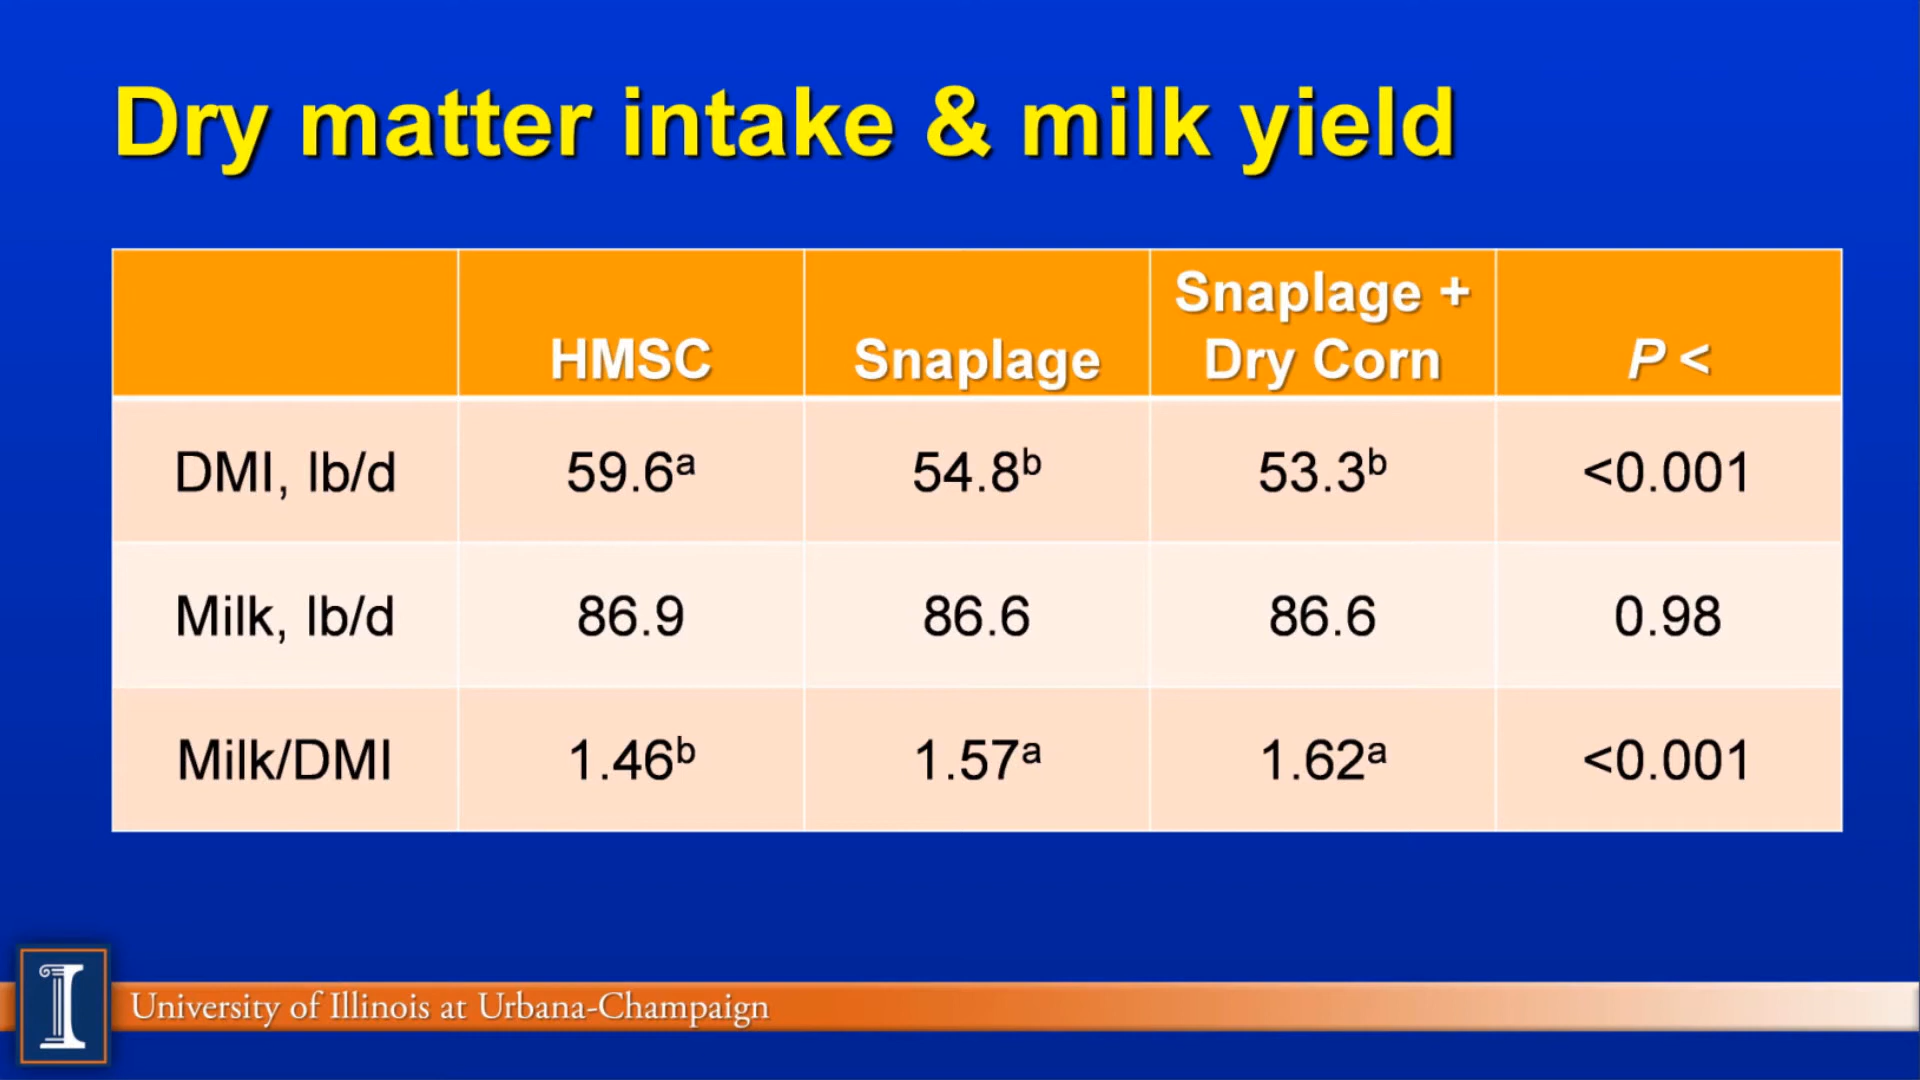 Dry matter intake & milk yield
HMSC Snaplage Snaplage + Dry Corn P <
DMI, lb/d 59.6ᵃ 54.8ᵇ 53.3ᵇ <0.001
Milk, lb/d 86.9 86.6 86.6 0.98
Milk/DMI 1.46ᵇ 1.57ᵃ 1.62ᵃ <0.001
I
University of Illinois at Urbana-Champaign